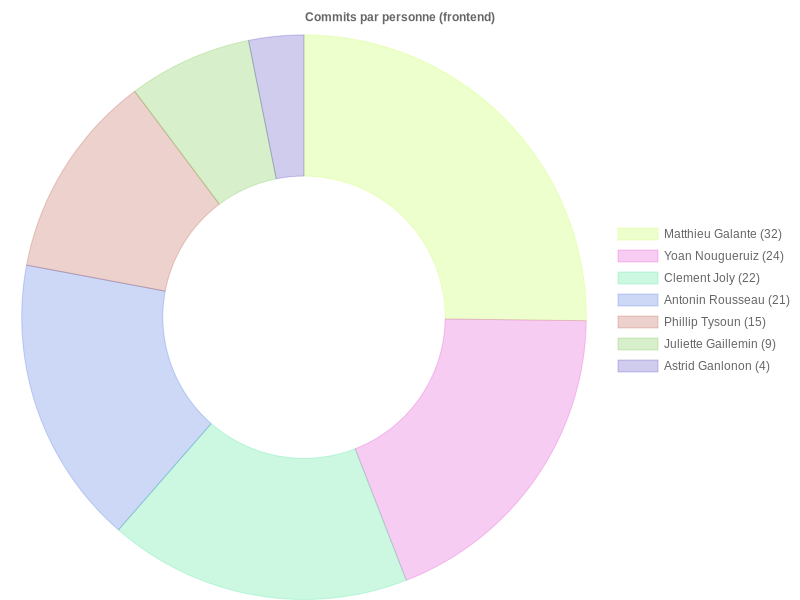 Commits par personne (frontend)
Matthieu Galante (32)
Yoan Nougueruiz (24)
Clement Joly (22)
Antonin Rousseau (21)
Phillip Tysoun (15)
Juliette Gaillemin (9)
Astrid Ganlonon (4)